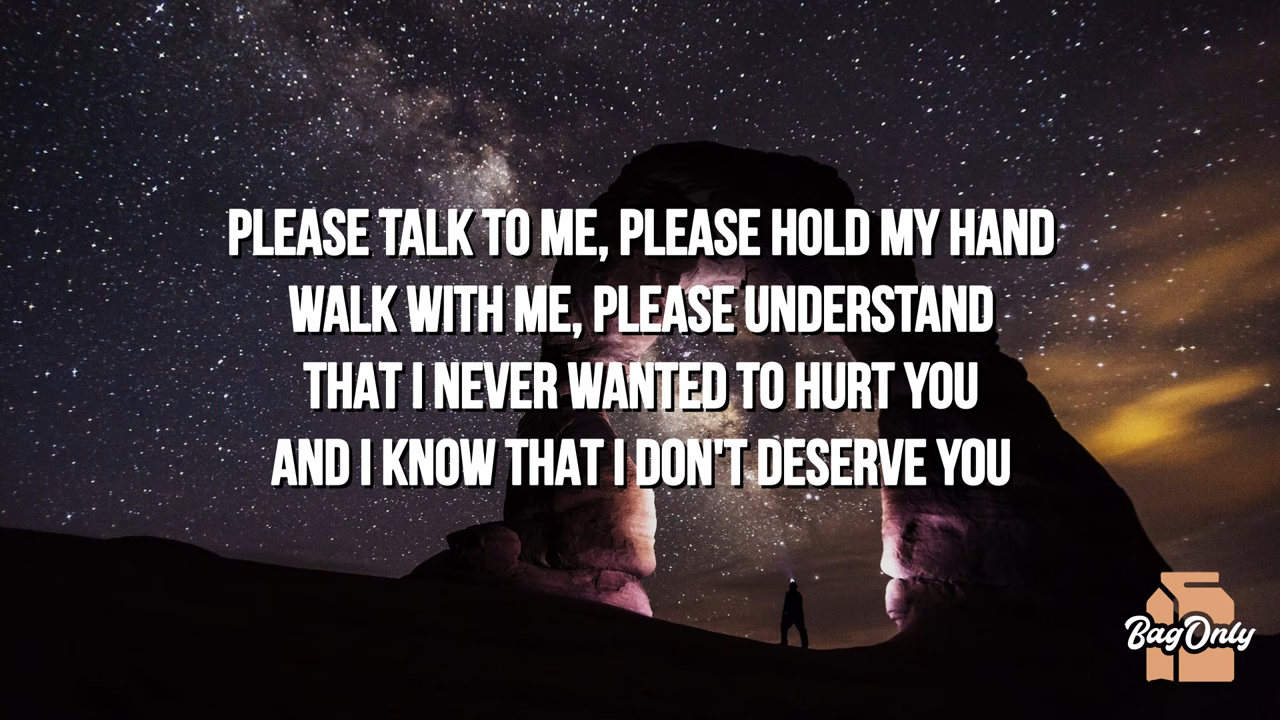 PLEASE TALK TO ME, PLEASE HOLD MY HAND
WALK WITH ME, PLEASE UNDERSTAND
THAT I NEVER WANTED TO HURT YOU
AND I KNOW THAT I DON'T DESERVE YOU
BagOnly